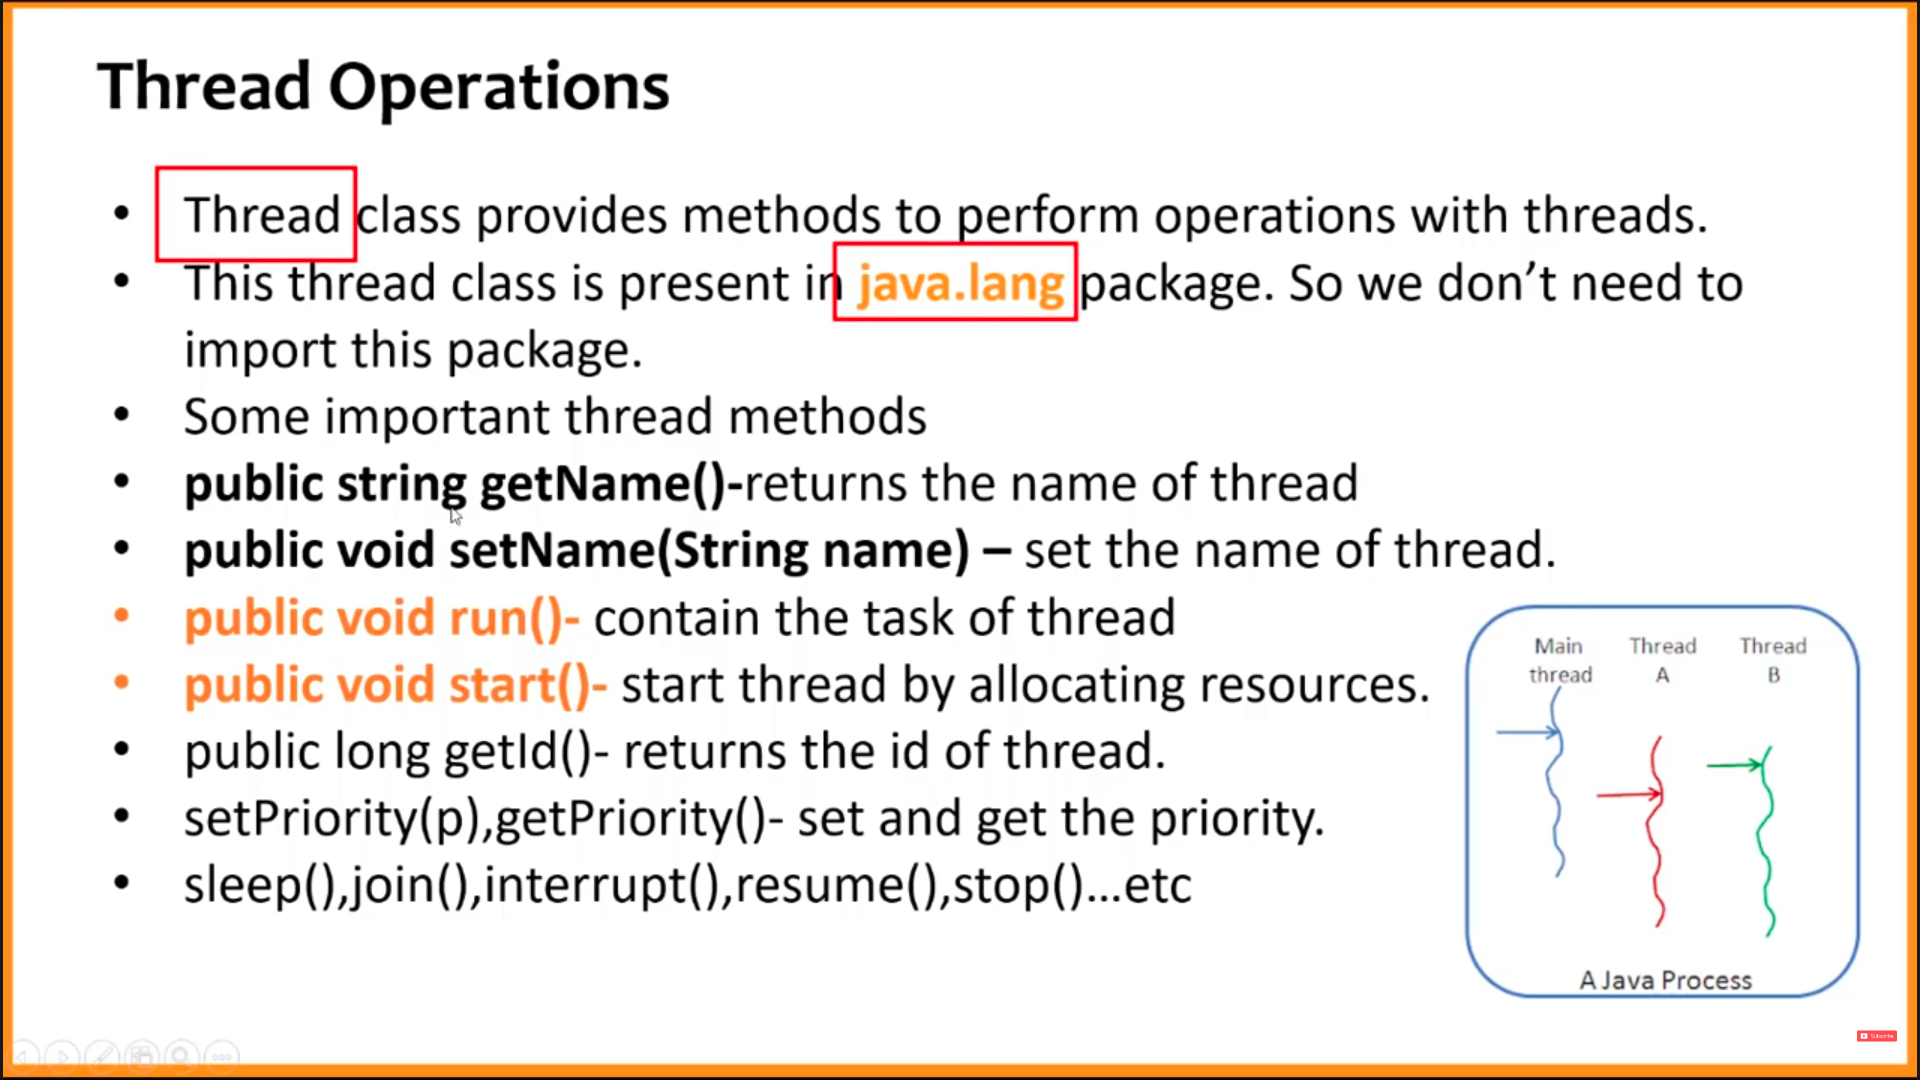 Thread Operations
• Thread class provides methods to perform operations with threads.
• This thread class is present in java.lang package. So we don’t need to
import this package.
• Some important thread methods
• public string getName()-returns the name of thread
• public void setName(String name) – set the name of thread.
• public void run()- contain the task of thread
• public void start()- start thread by allocating resources.
• public long getId()- returns the id of thread.
• setPriority(p),getPriority()- set and get the priority.
• sleep(),join(),interrupt(),resume(),stop()...etc
Main thread
Thread A
Thread B
A Java Process
Subscribe